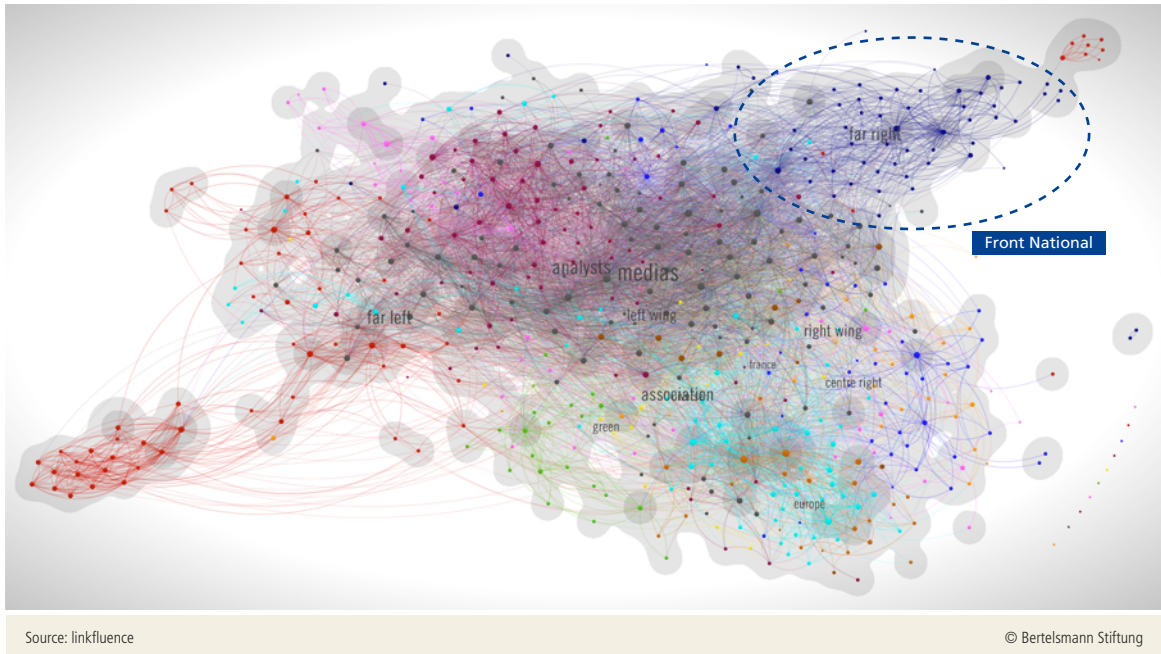 far right
Front National
analysts
medias
far left
left wing
right wing
france
centre right
association
green
europe
Source: linkfluence
© Bertelsmann Stiftung